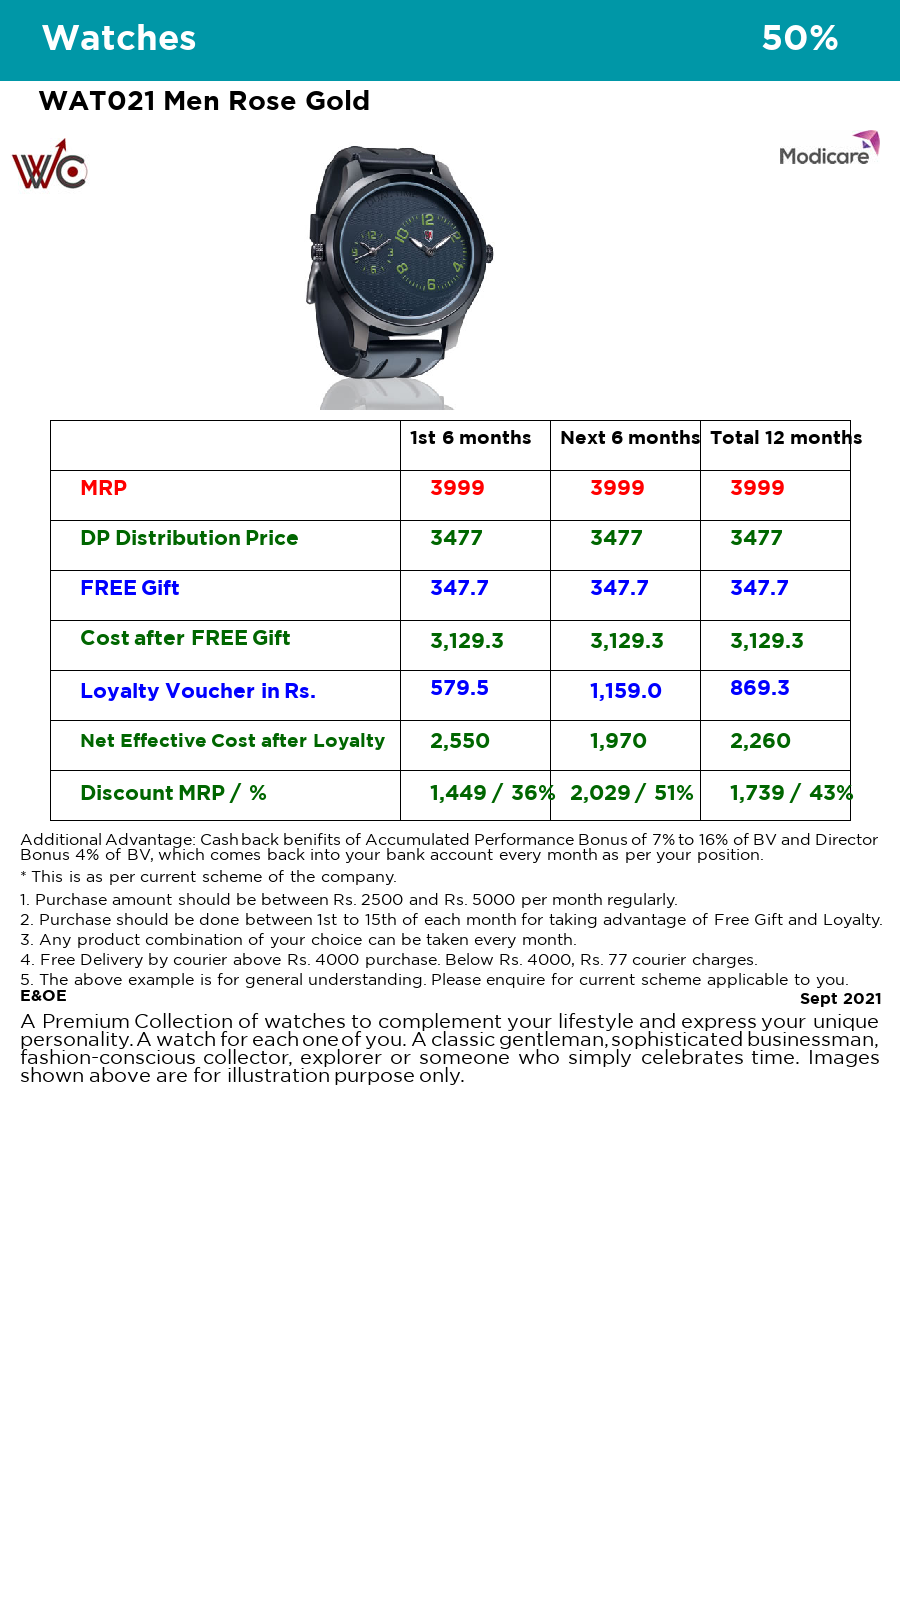 Watches 50%
WAT021 Men Rose Gold
WC
Modicare
12
2
4
6
8
10
12
3
6
9
1st 6 months Next 6 months Total 12 months
MRP 3999 3999 3999
DP Distribution Price 3477 3477 3477
FREE Gift 347.7 347.7 347.7
Cost after FREE Gift 3,129.3 3,129.3 3,129.3
Loyalty Voucher in Rs. 579.5 1,159.0 869.3
Net Effective Cost after Loyalty 2,550 1,970 2,260
Discount MRP / % 1,449 / 36% 2,029 / 51% 1,739 / 43%
Additional Advantage: Cashback benifits of Accumulated Performance Bonus of 7% to 16% of BV and Director
Bonus 4% of BV, which comes back into your bank account every month as per your position.
* This is as per current scheme of the company.
1. Purchase amount should be between Rs. 2500 and Rs. 5000 per month regularly.
2. Purchase should be done between 1st to 15th of each month for taking advantage of Free Gift and Loyalty.
3. Any product combination of your choice can be taken every month.
4. Free Delivery by courier above Rs. 4000 purchase. Below Rs. 4000, Rs. 77 courier charges.
5. The above example is for general understanding. Please enquire for current scheme applicable to you.
E&OE Sept 2021
A Premium Collection of watches to complement your lifestyle and express your unique
personality. A watch for each one of you. A classic gentleman, sophisticated businessman,
fashion-conscious collector, explorer or someone who simply celebrates time. Images
shown above are for illustration purpose only.